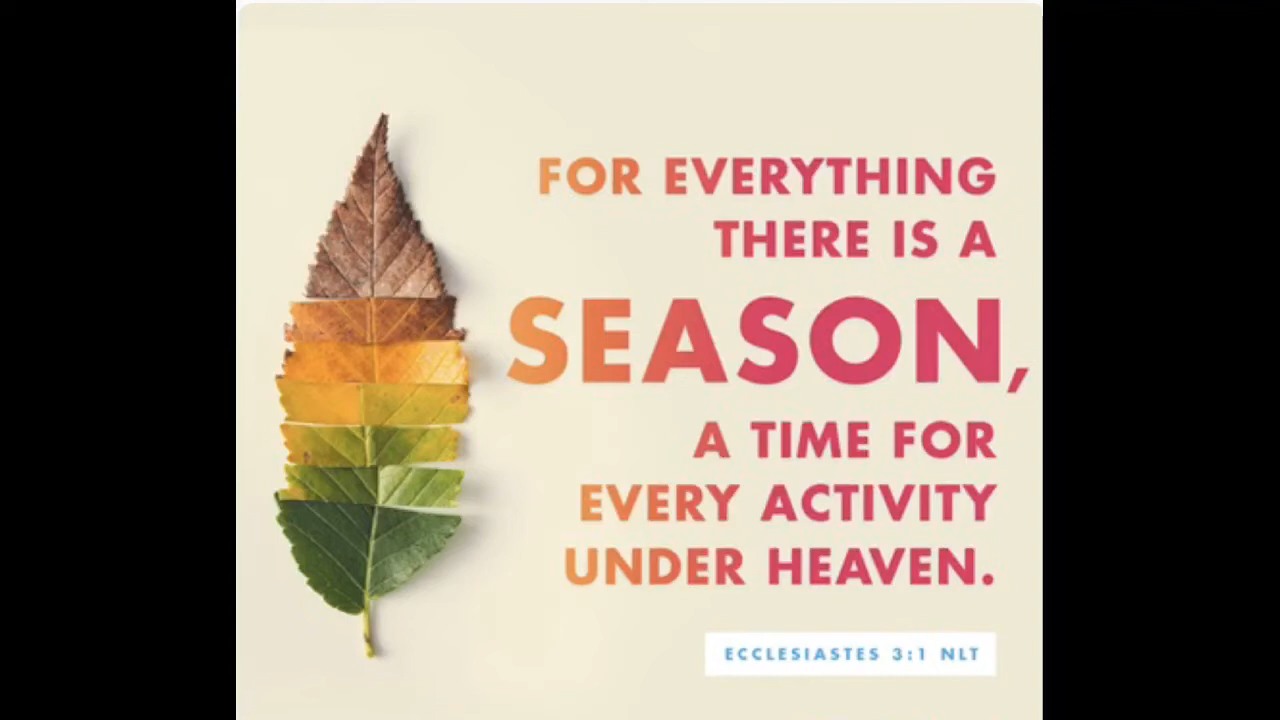 FOR EVERYTHING
THERE IS A
SEASON,
A TIME FOR
EVERY ACTIVITY
UNDER HEAVEN.
ECCLESIASTES 3:1 NLT